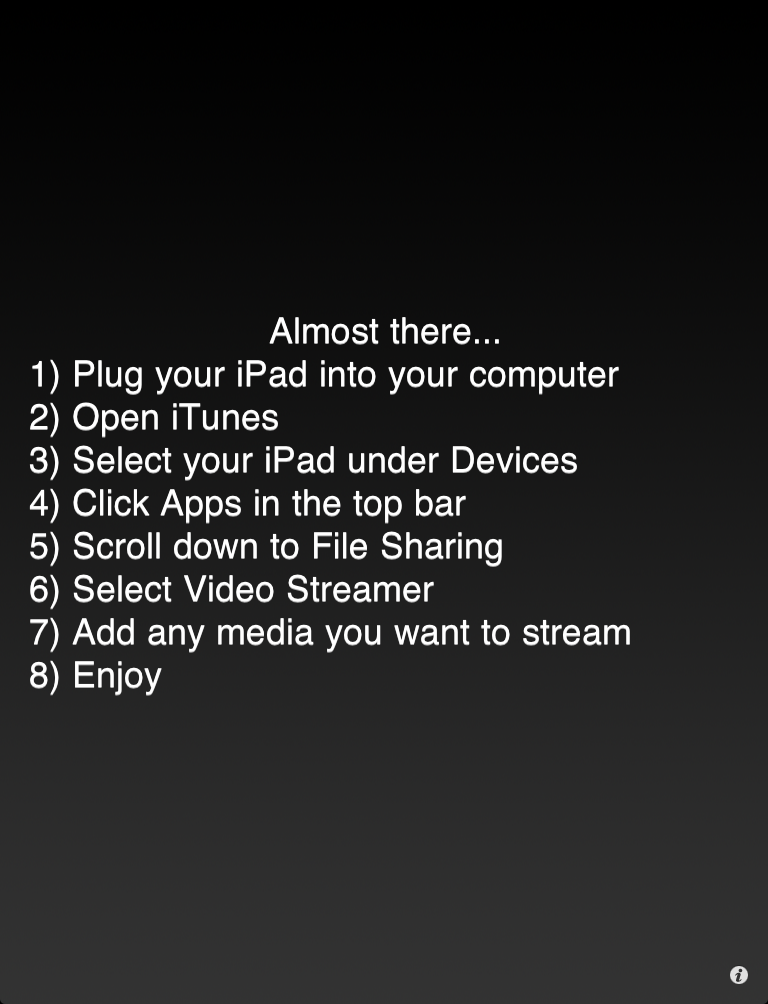 Almost there...
1) Plug your iPad into your computer
2) Open iTunes
3) Select your iPad under Devices
4) Click Apps in the top bar
5) Scroll down to File Sharing
6) Select Video Streamer
7) Add any media you want to stream
8) Enjoy
i